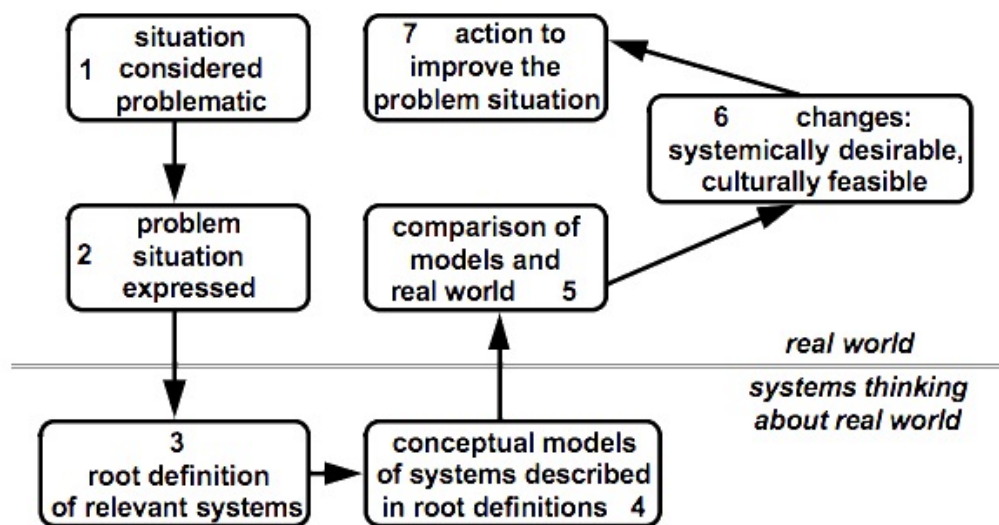 situation
1 considered
problematic
problem
2 situation
expressed
3
root definition
of relevant systems
conceptual models
of systems described
in root definitions 4
comparison of
models and
real world 5
6 changes:
systemically desirable,
culturally feasible
7 action to
improve the
problem situation
real world
systems thinking
about real world